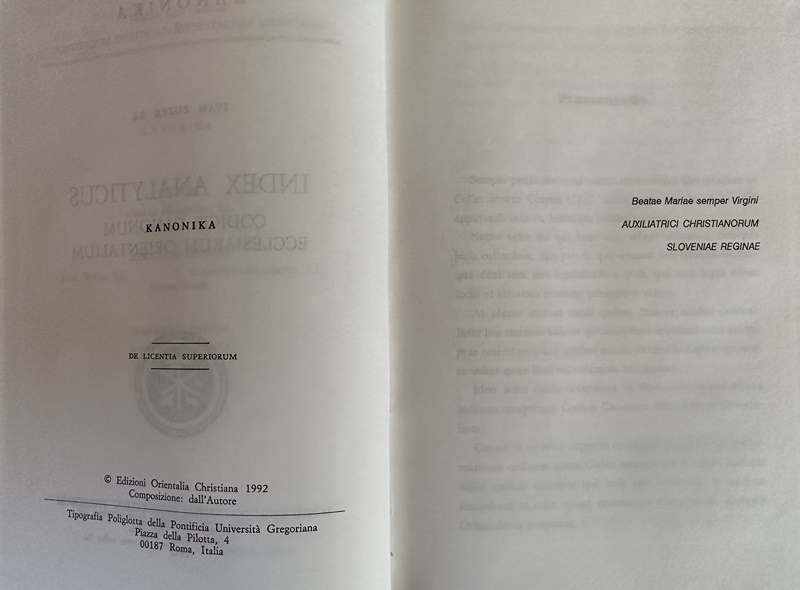 KANONIKA
DE LICENTIA SUPERIORUM
© Edizioni Orientalia Christiana 1992
Composizione: dall'Autore
Tipografia Poliglotta della Pontificia Università Gregoriana
Piazza della Pilotta, 4
00187 Roma, Italia
Beatae Mariae semper Virgini
AUXILIATRICI CHRISTIANORUM
SLOVENIAE REGINAE